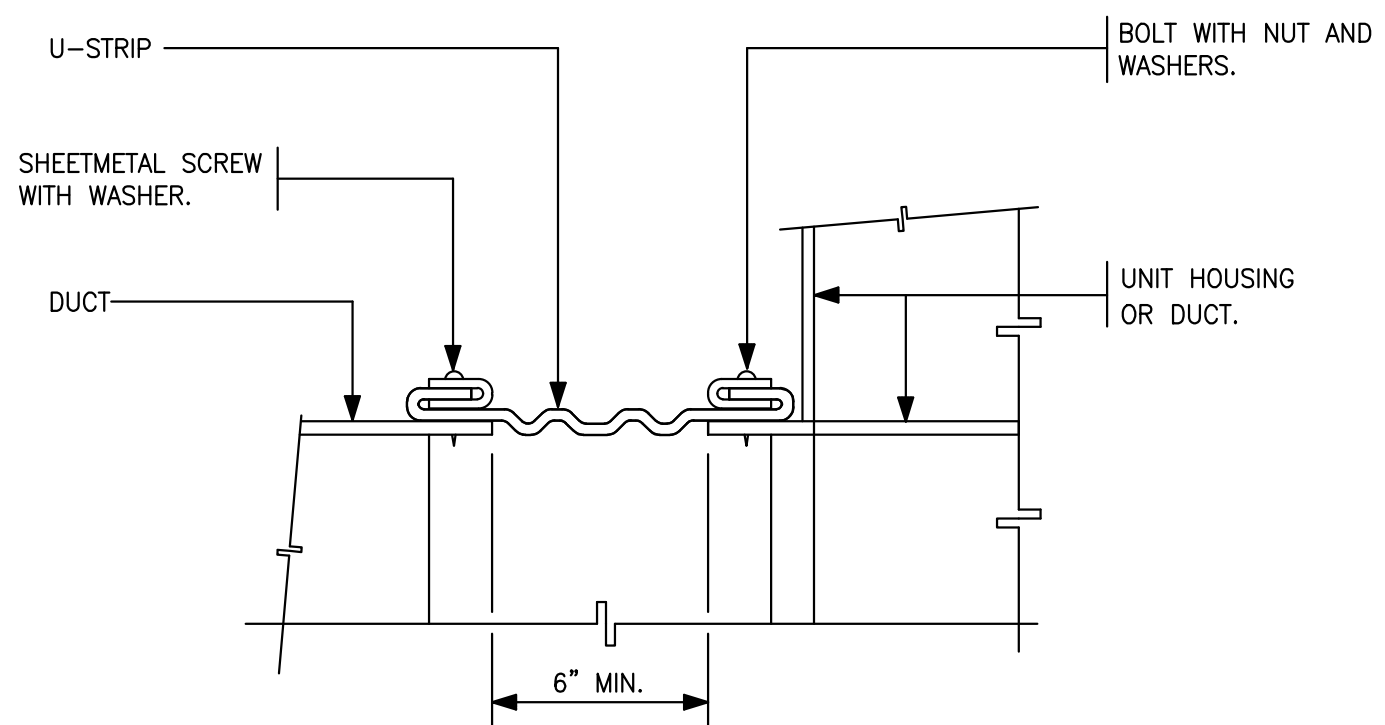 U-STRIP
BOLT WITH NUT AND
WASHERS.
SHEETMETAL SCREW
WITH WASHER.
DUCT
UNIT HOUSING
OR DUCT.
6" MIN.